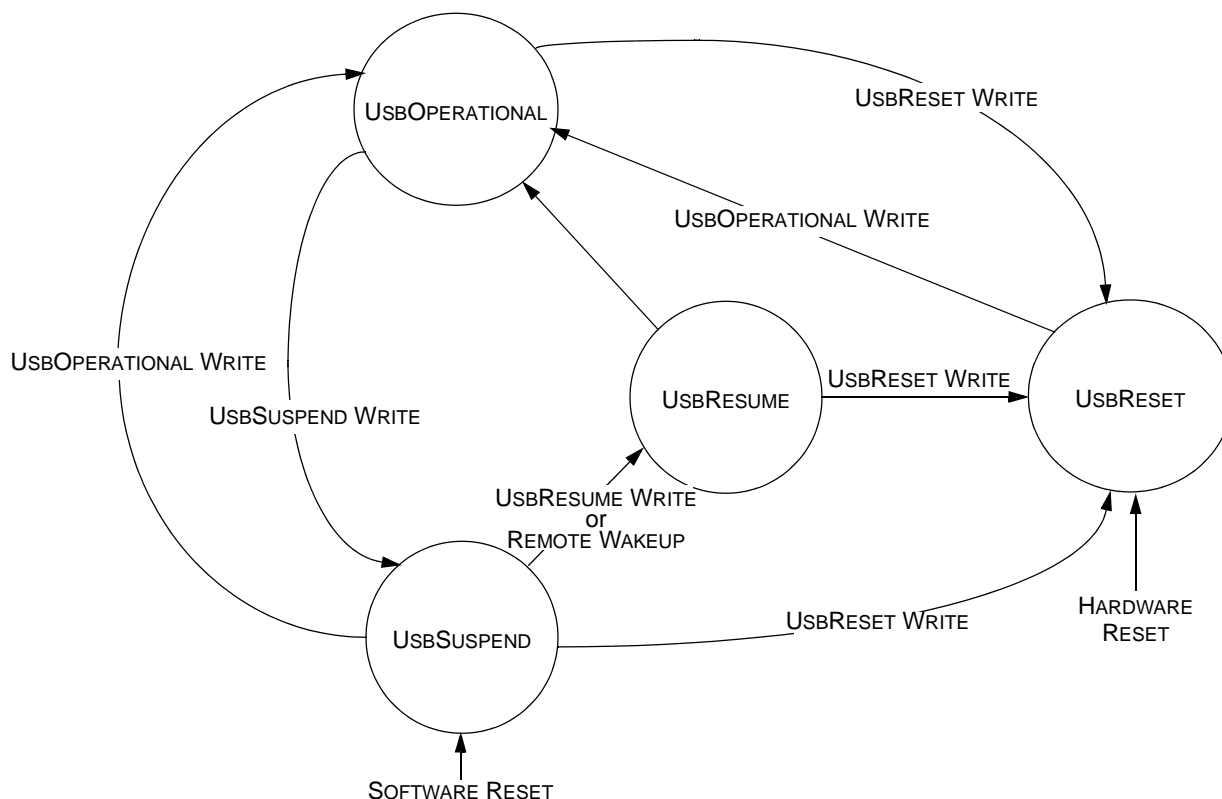 USBOPERATIONAL
USBRESET WRITE
USBOPERATIONAL WRITE
USBOPERATIONAL WRITE
USBRESET WRITE
USBRESUME
USBRESET
USBSUSPEND WRITE
USBRESUME WRITE
or
REMOTE WAKEUP
USBRESET WRITE
HARDWARE
RESET
USBSUSPEND
SOFTWARE RESET